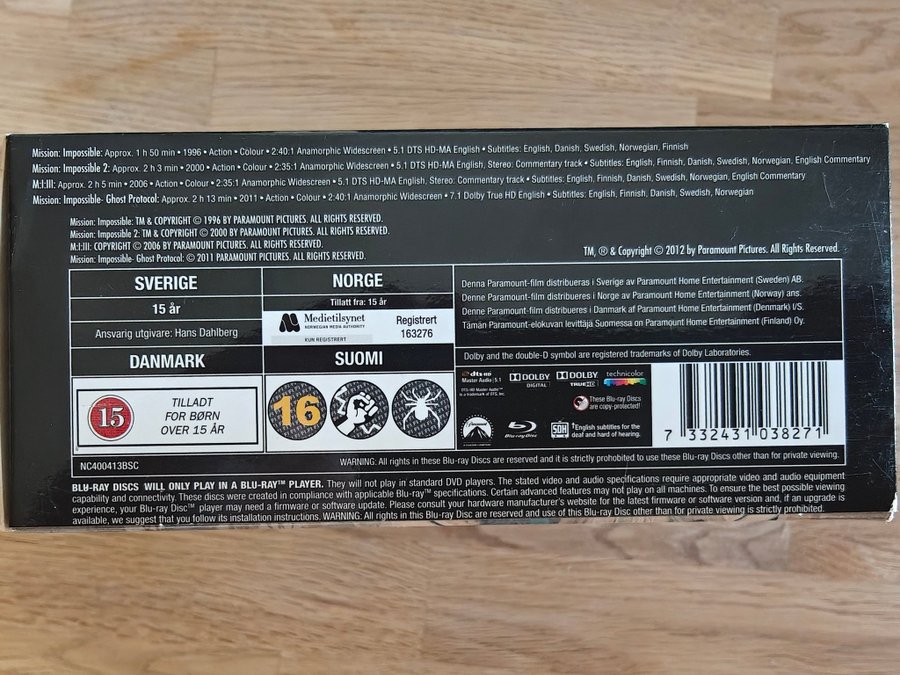 Mission: Impossible: Approx. 1 h 50 min • 1996 • Action • Colour • 2:40:1 Anamorphic Widescreen • 5.1 DTS HD-MA English • Subtitles: English, Danish, Swedish, Norwegian, Finnish
Mission: Impossible 2: Approx. 2 h 3 min • 2000 • Action • Colour • 2:35:1 Anamorphic Widescreen • 5.1 DTS HD-MA English, Stereo: Commentary track • Subtitles: English, Finnish, Danish, Swedish, Norwegian, English Commentary
M:I:III: Approx. 2 h 5 min • 2006 • Action • Colour • 2:35:1 Anamorphic Widescreen • 5.1 DTS HD-MA English, Stereo: Commentary track • Subtitles: English, Finnish, Danish, Swedish, Norwegian, English Commentary
Mission: Impossible- Ghost Protocol: Approx. 2 h 13 min • 2011 • Action • Colour • 2:40:1 Anamorphic Widescreen • 7.1 Dolby True HD English • Subtitles: English, Finnish, Danish, Swedish, Norwegian
Mission: Impossible: TM & COPYRIGHT © 1996 BY PARAMOUNT PICTURES. ALL RIGHTS RESERVED.
Mission: Impossible 2: TM & COPYRIGHT © 2000 BY PARAMOUNT PICTURES. ALL RIGHTS RESERVED.
M:I:III: COPYRIGHT © 2006 BY PARAMOUNT PICTURES. ALL RIGHTS RESERVED.
Mission: Impossible- Ghost Protocol: © 2011 PARAMOUNT PICTURES. ALL RIGHTS RESERVED.
TM, ® & Copyright © 2012 by Paramount Pictures. All Rights Reserved.
SVERIGE
15 år
Ansvarig utgivare: Hans Dahlberg
NORGE
Tillatt fra: 15 år
Medietilsynet
NORWEGIAN MEDIA AUTHORITY
KUN REGISTRERT
Registrert
163276
DANMARK
15
TILLADT
FOR BØRN
OVER 15 ÅR
SUOMI
16
Denna Paramount-film distribueras i Sverige av Paramount Home Entertainment (Sweden) AB.
Denne Paramount-film distribueres i Norge av Paramount Home Entertainment (Norway) ans.
Denne Paramount-film distribueres i Danmark af Paramount Home Entertainment (Denmark) I/S.
Tämän Paramount-elokuvan levittäjä Suomessa on Paramount Home Entertainment (Finland) Oy.
Dolby and the double-D symbol are registered trademarks of Dolby Laboratories.
dts-HD
Master Audio 5.1
DTS-HD Master Audio™
is a trademark of DTS, Inc.
DOLBY
DIGITAL
DOLBY
TRUEHD
technicolor
These Blu-ray Discs
are copy-protected!
Paramount
Blu-ray Disc
SDH
†English subtitles for the
deaf and hard of hearing.
7 332431 038271
NC400413BSC
WARNING: All rights in these Blu-ray Discs are reserved and it is strictly prohibited to use these Blu-ray Discs other than for private viewing.
BLU-RAY DISCS WILL ONLY PLAY IN A BLU-RAY™ PLAYER. They will not play in standard DVD players. The stated video and audio specifications require appropriate video and audio equipment
capability and connectivity. These discs were created in compliance with applicable Blu-ray™ specifications. Certain advanced features may not play on all machines. To ensure the best possible viewing
experience, your Blu-ray Disc™ player may need a firmware or software update. Please consult your hardware manufacturer's website for the latest firmware or software version and, if an upgrade is
available, we suggest that you follow its installation instructions. WARNING: All rights in this Blu-ray Disc are reserved and use of this Blu-ray Disc other than for private viewing is strictly prohibited.